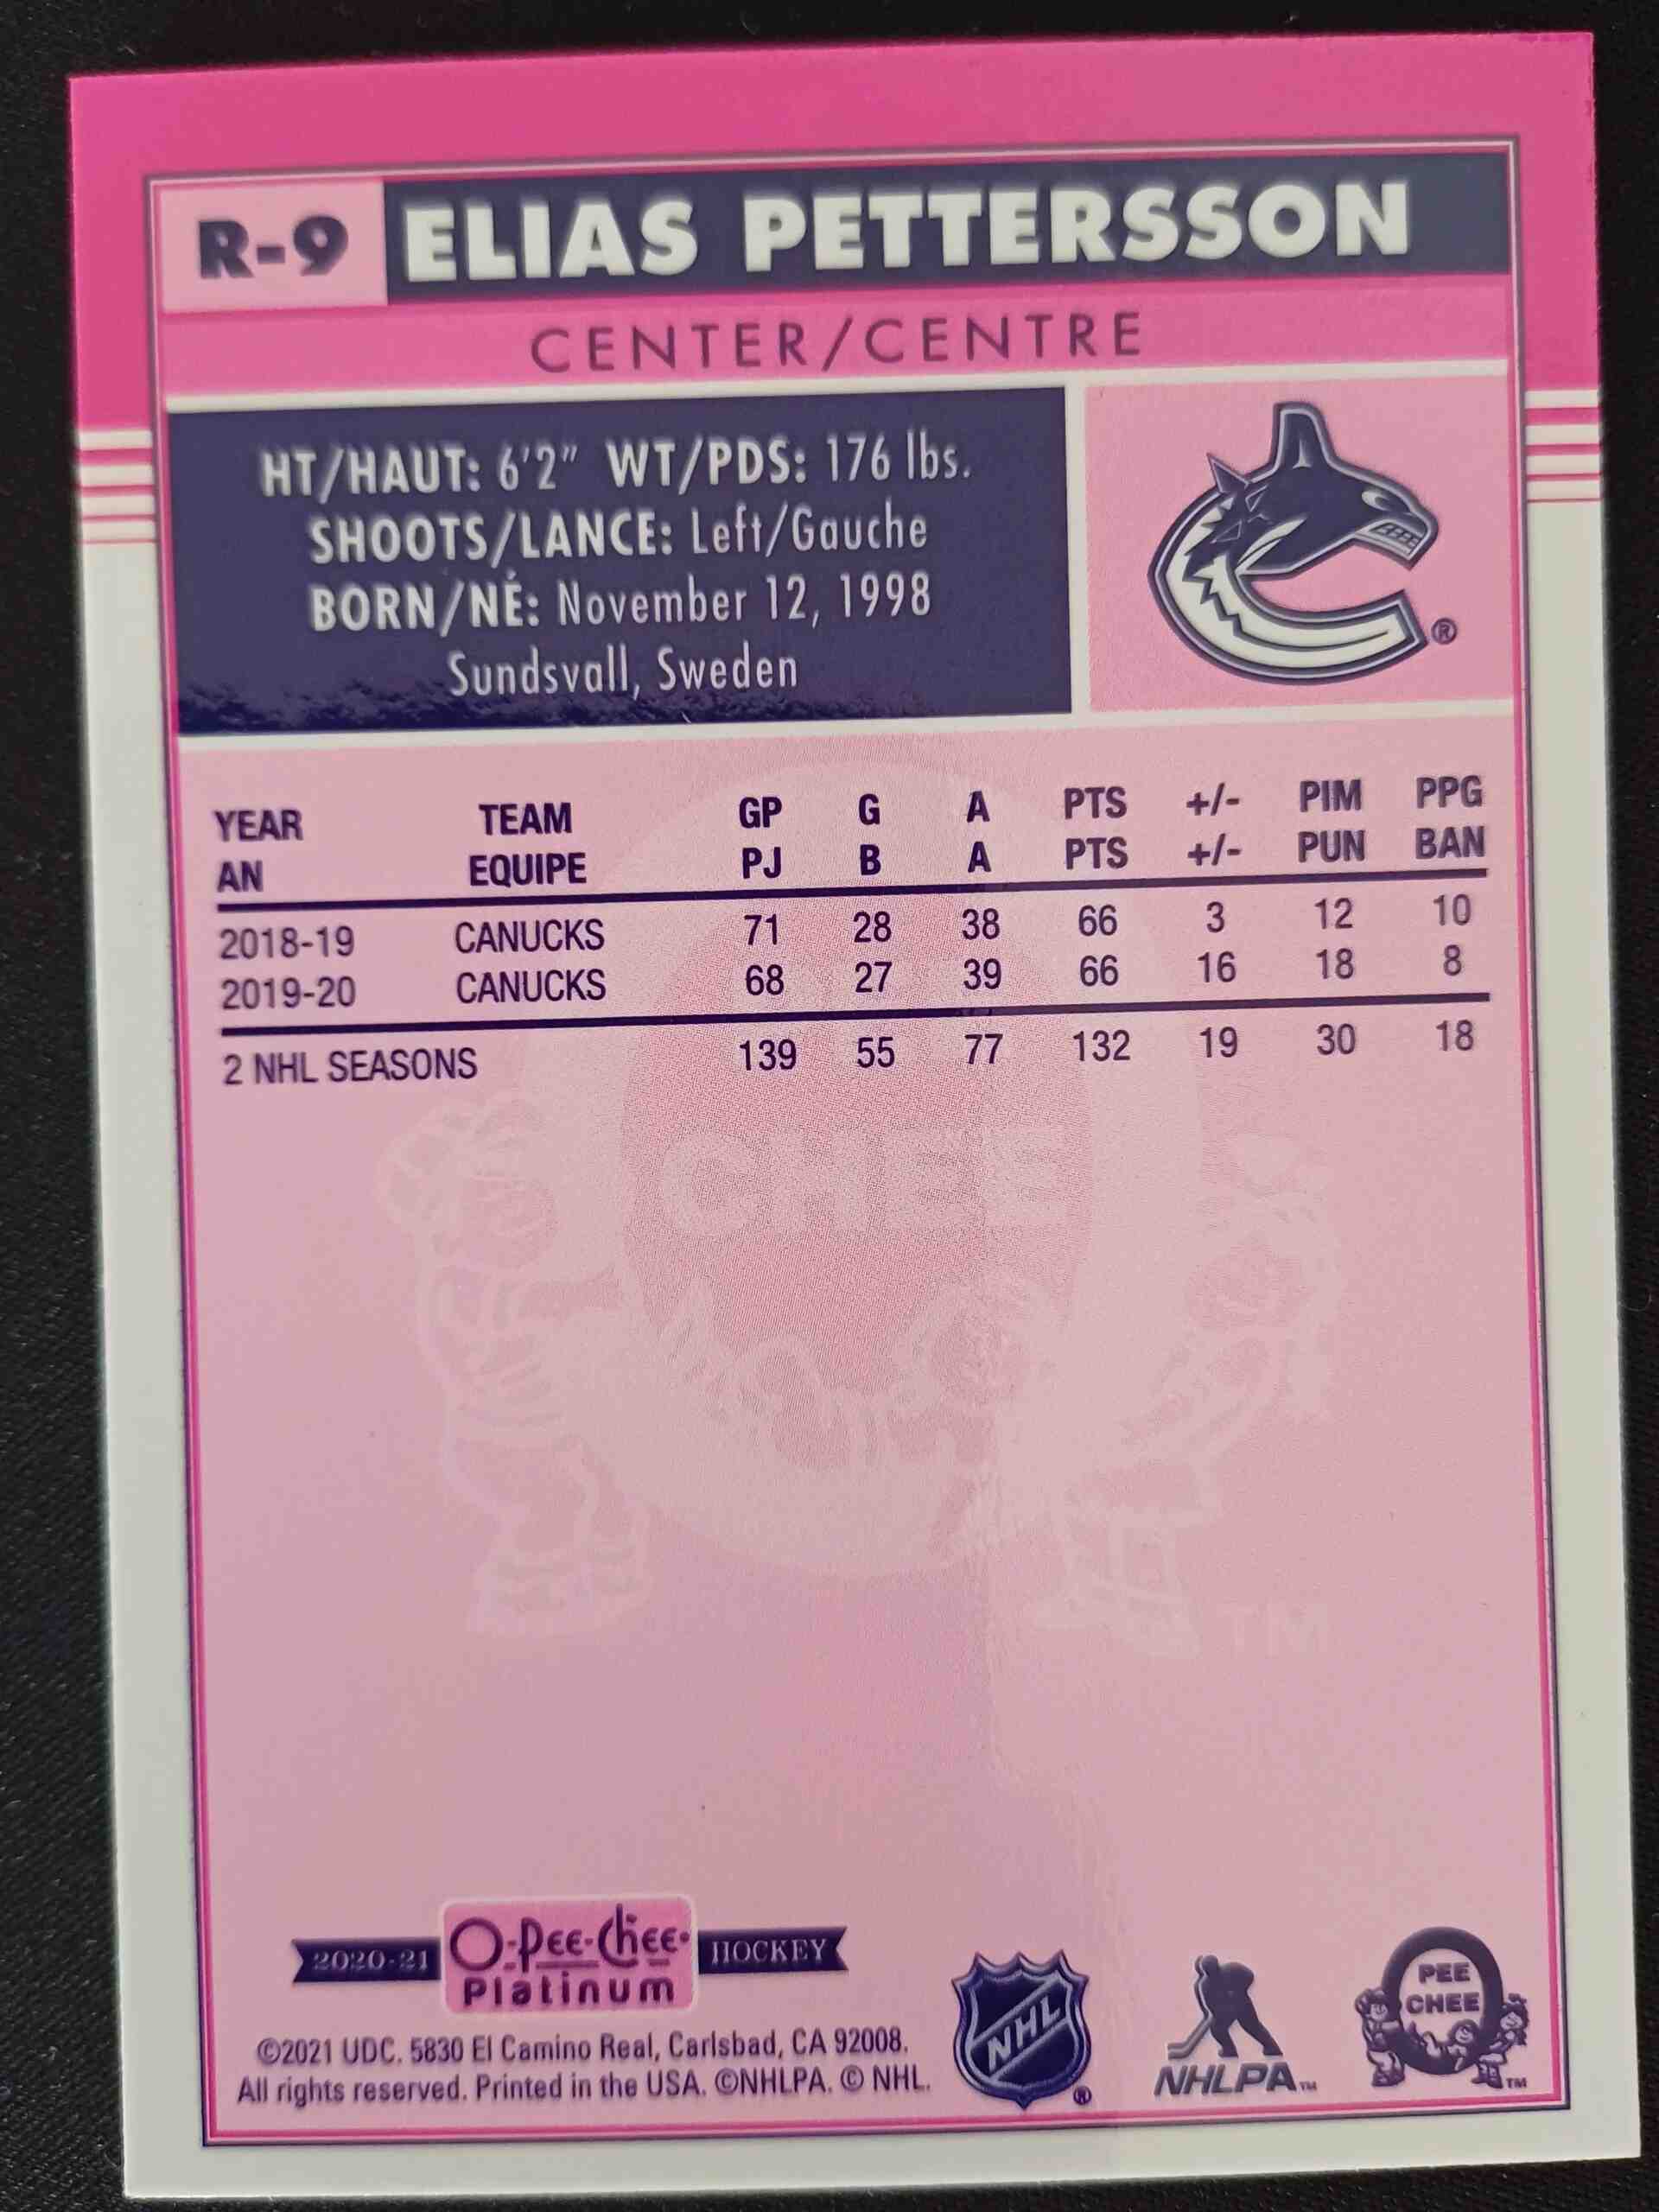 R-9 ELIAS PETTERSSON
CENTER/CENTRE
HT/HAUT: 6'2" WT/PDS: 176 lbs.
SHOOTS/LANCE: Left/Gauche
BORN/NÉ: November 12, 1998
Sundsvall, Sweden
®
YEAR TEAM GP G A PTS +/- PIM PPG
AN EQUIPE PJ B A PTS +/- PUN BAN
2018-19 CANUCKS 71 28 38 66 3 12 10
2019-20 CANUCKS 68 27 39 66 16 18 8
2 NHL SEASONS 139 55 77 132 19 30 18
CHEE
TM
2020-21 O-Pee-Chee HOCKEY
Platinum
©2021 UDC. 5830 El Camino Real, Carlsbad, CA 92008.
All rights reserved. Printed in the USA. ©NHLPA. © NHL.
NHL ®
NHLPA TM
PEE
CHEE
TM